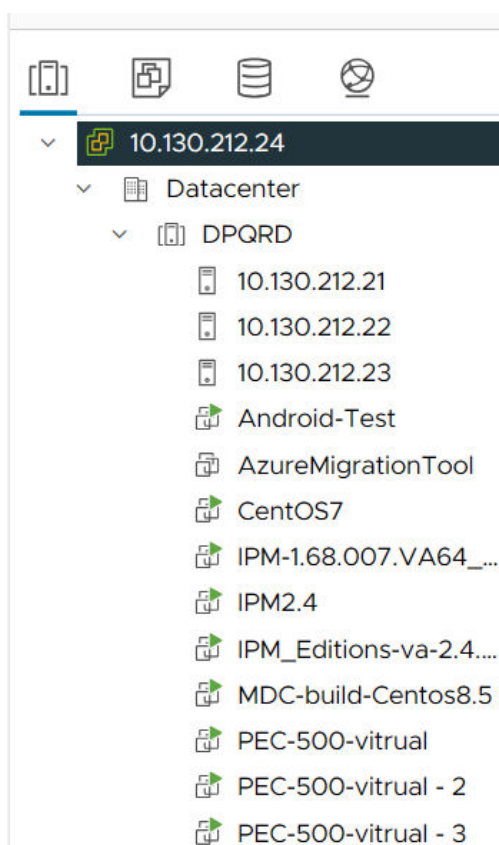 10.130.212.24
Datacenter
DPQRD
10.130.212.21
10.130.212.22
10.130.212.23
Android-Test
AzureMigrationTool
CentOS7
IPM-1.68.007.VA64_...
IPM2.4
IPM_Editions-va-2.4....
MDC-build-Centos8.5
PEC-500-vitrual
PEC-500-vitrual - 2
PEC-500-vitrual - 3